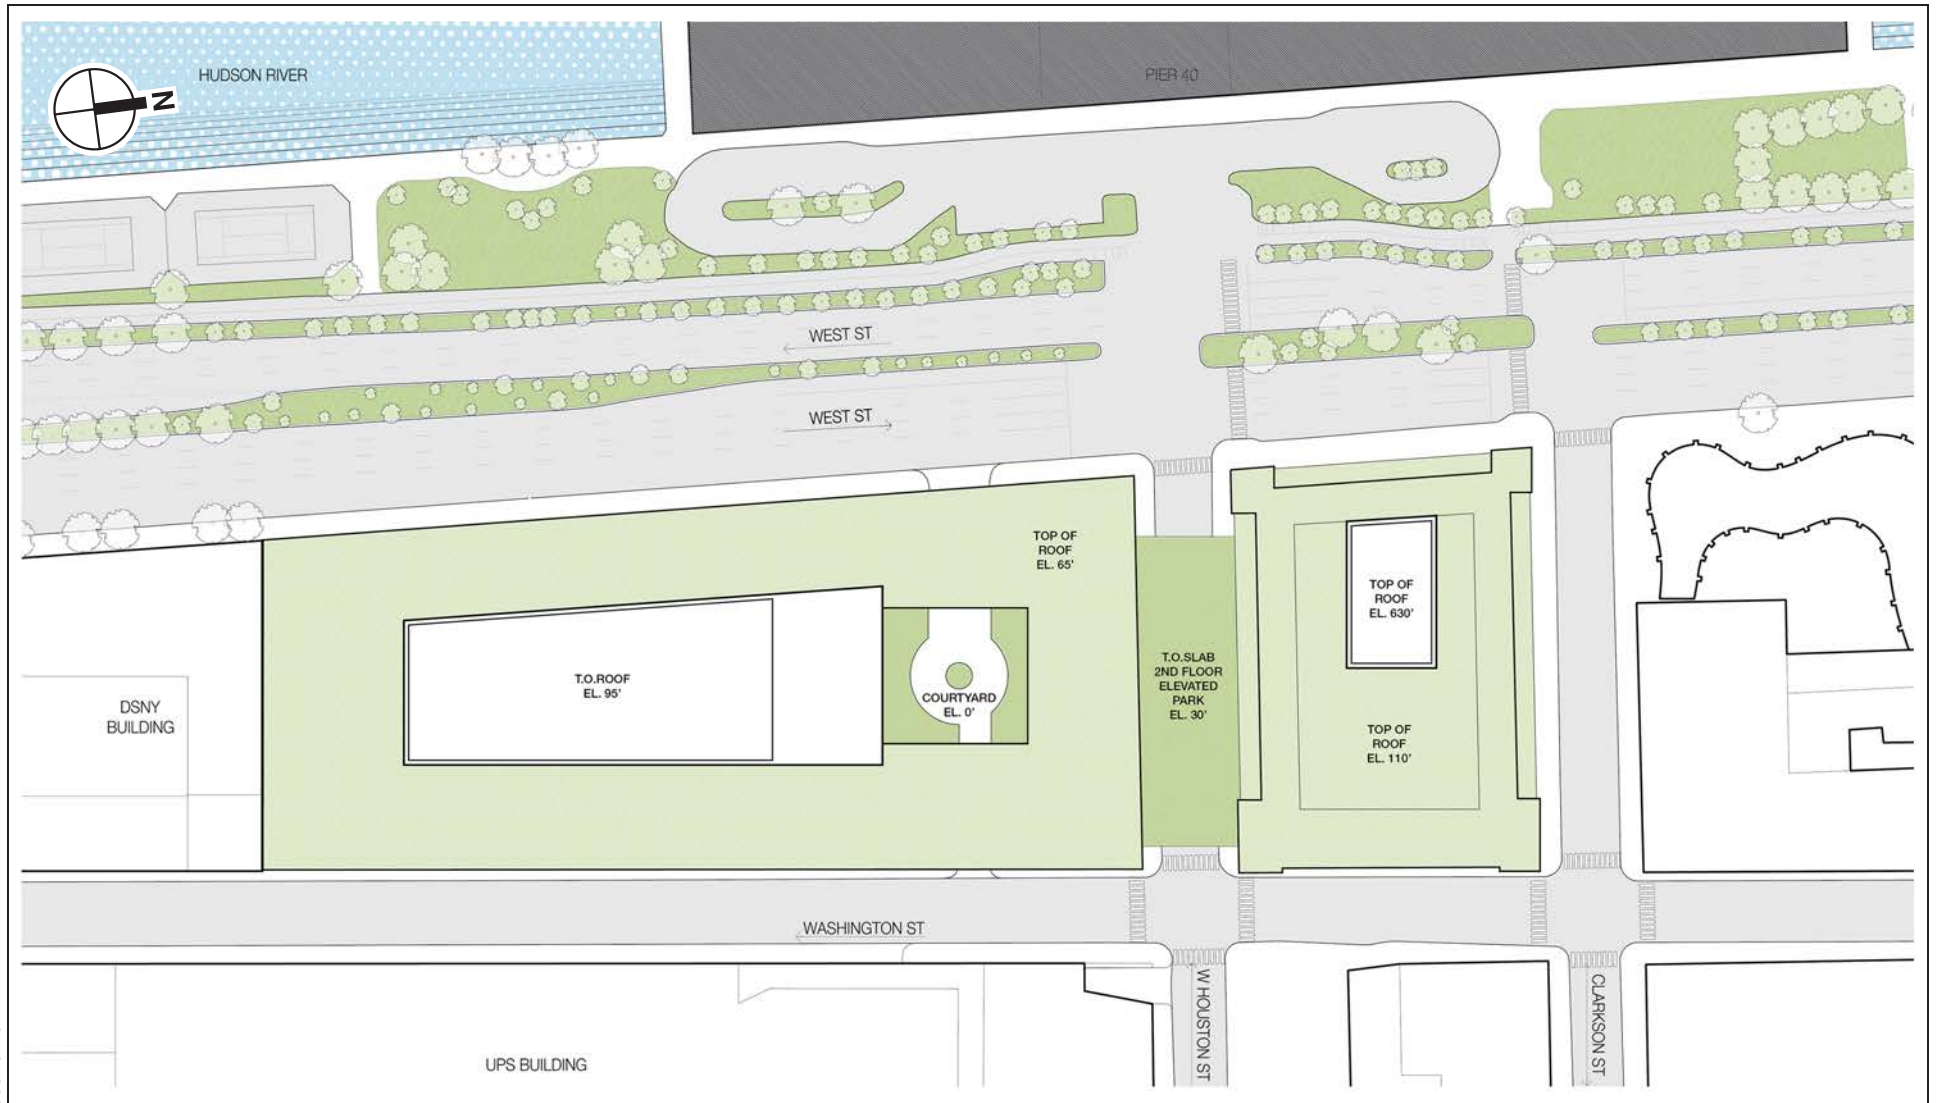 HUDSON RIVER
N
PIER 40
WEST ST
WEST ST
TOP OF
ROOF
EL. 65'
TOP OF
ROOF
EL. 630'
T.O.SLAB
2ND FLOOR
ELEVATED
PARK
EL. 30'
T.O.ROOF
EL. 95'
COURTYARD
EL. 0'
DSNY
BUILDING
TOP OF
ROOF
EL. 110'
WASHINGTON ST
W HOUSTON ST
CLARKSON ST
UPS BUILDING